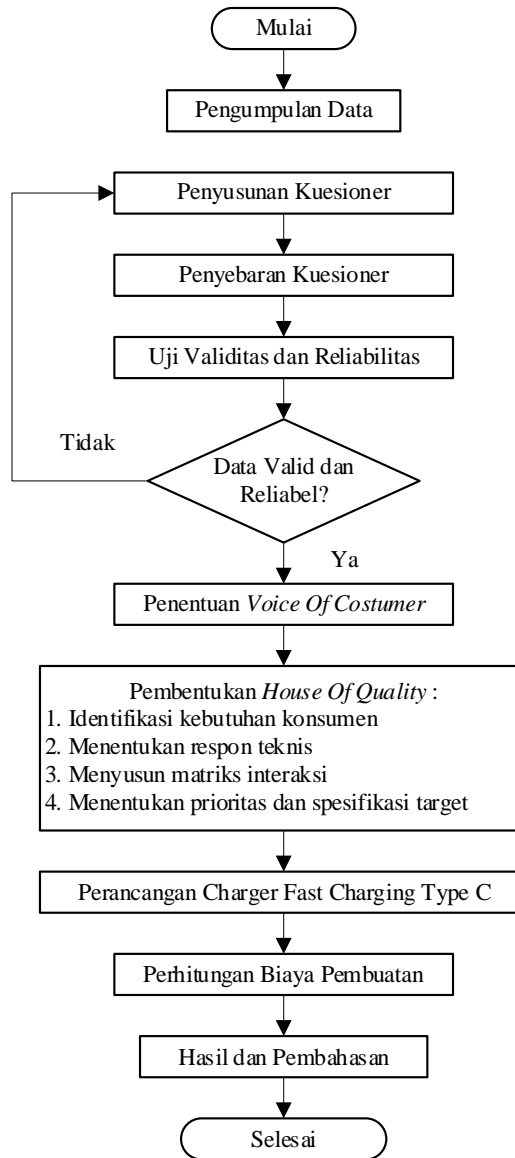 Mulai
Pengumpulan Data
Penyusunan Kuesioner
Penyebaran Kuesioner
Uji Validitas dan Reliabilitas
Tidak
Data Valid dan
Reliabel?
Ya
Penentuan Voice Of Costumer
Pembentukan House Of Quality :
1. Identifikasi kebutuhan konsumen
2. Menentukan respon teknis
3. Menyusun matriks interaksi
4. Menentukan prioritas dan spesifikasi target
Perancangan Charger Fast Charging Type C
Perhitungan Biaya Pembuatan
Hasil dan Pembahasan
Selesai